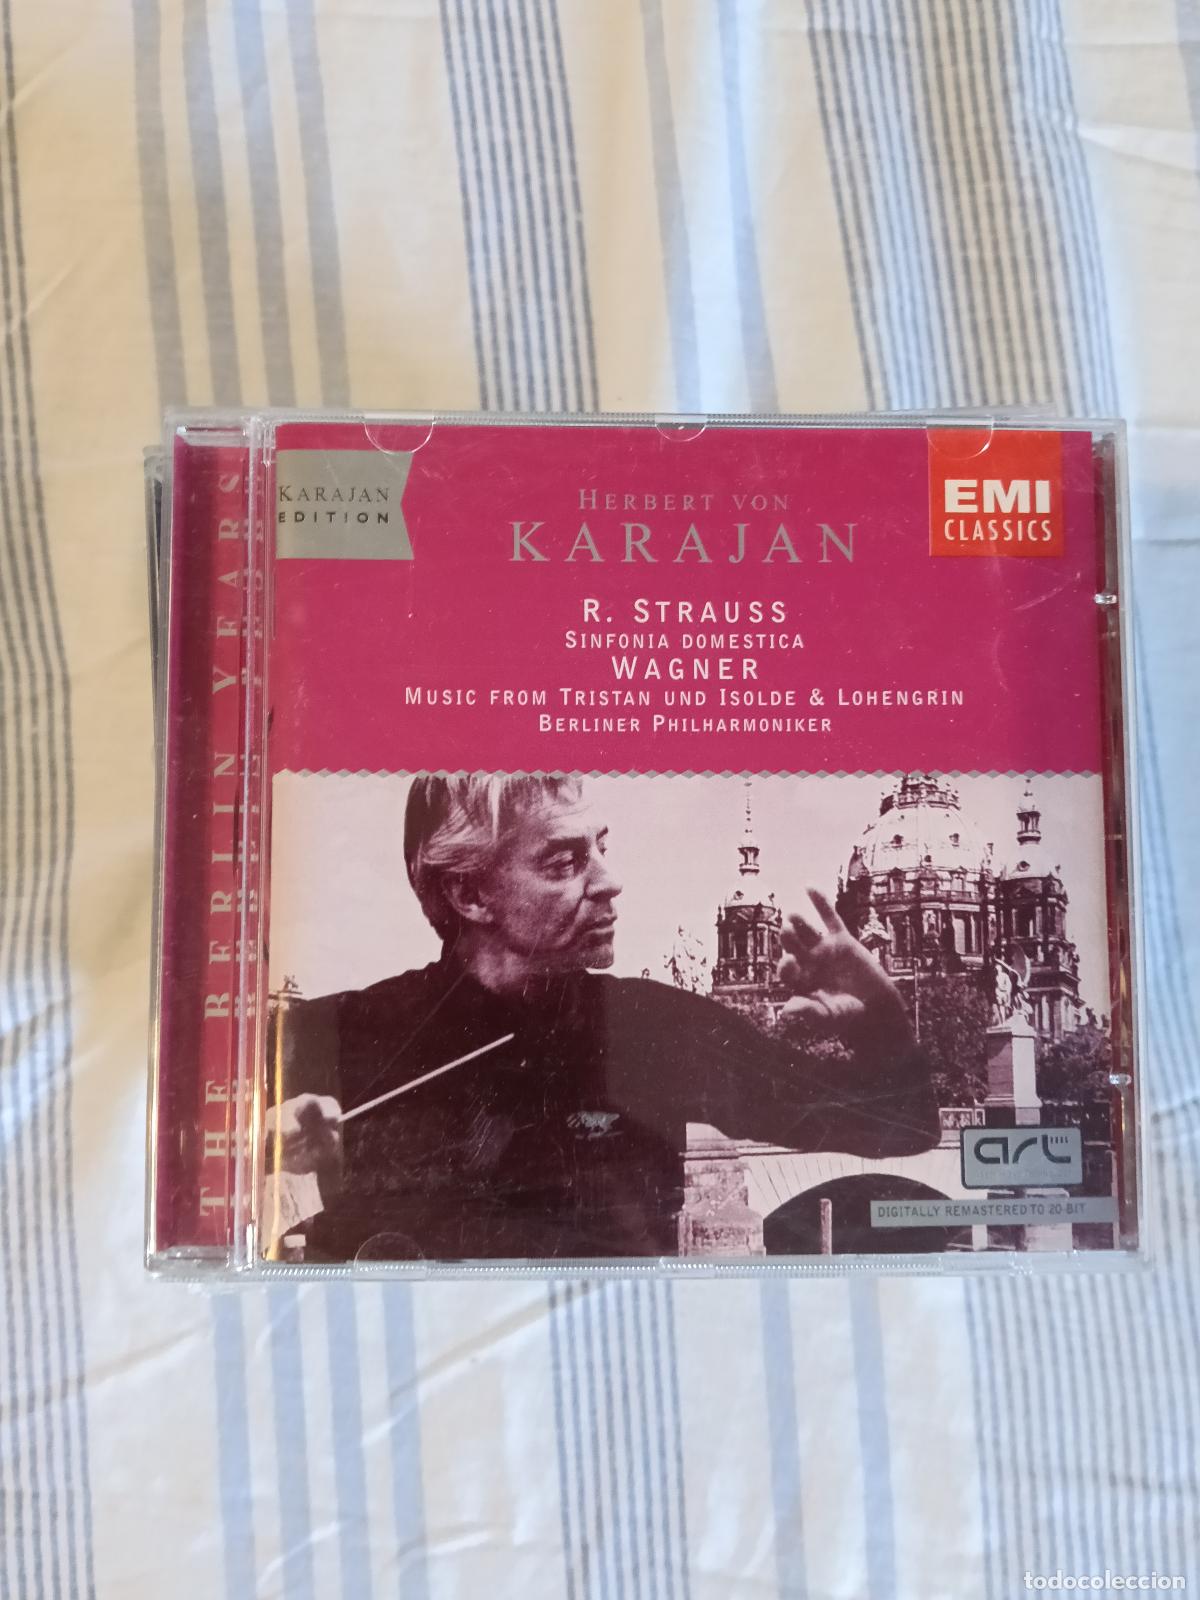 KARAJAN
EDITION
HERBERT VON
KARAJAN
EMI
CLASSICS
R. STRAUSS
SINFONIA DOMESTICA
WAGNER
MUSIC FROM TRISTAN UND ISOLDE & LOHENGRIN
BERLINER PHILHARMONIKER
THE BERLIN YEARS
art
DIGITALLY REMASTERED TO 20-BIT
todocoleccion